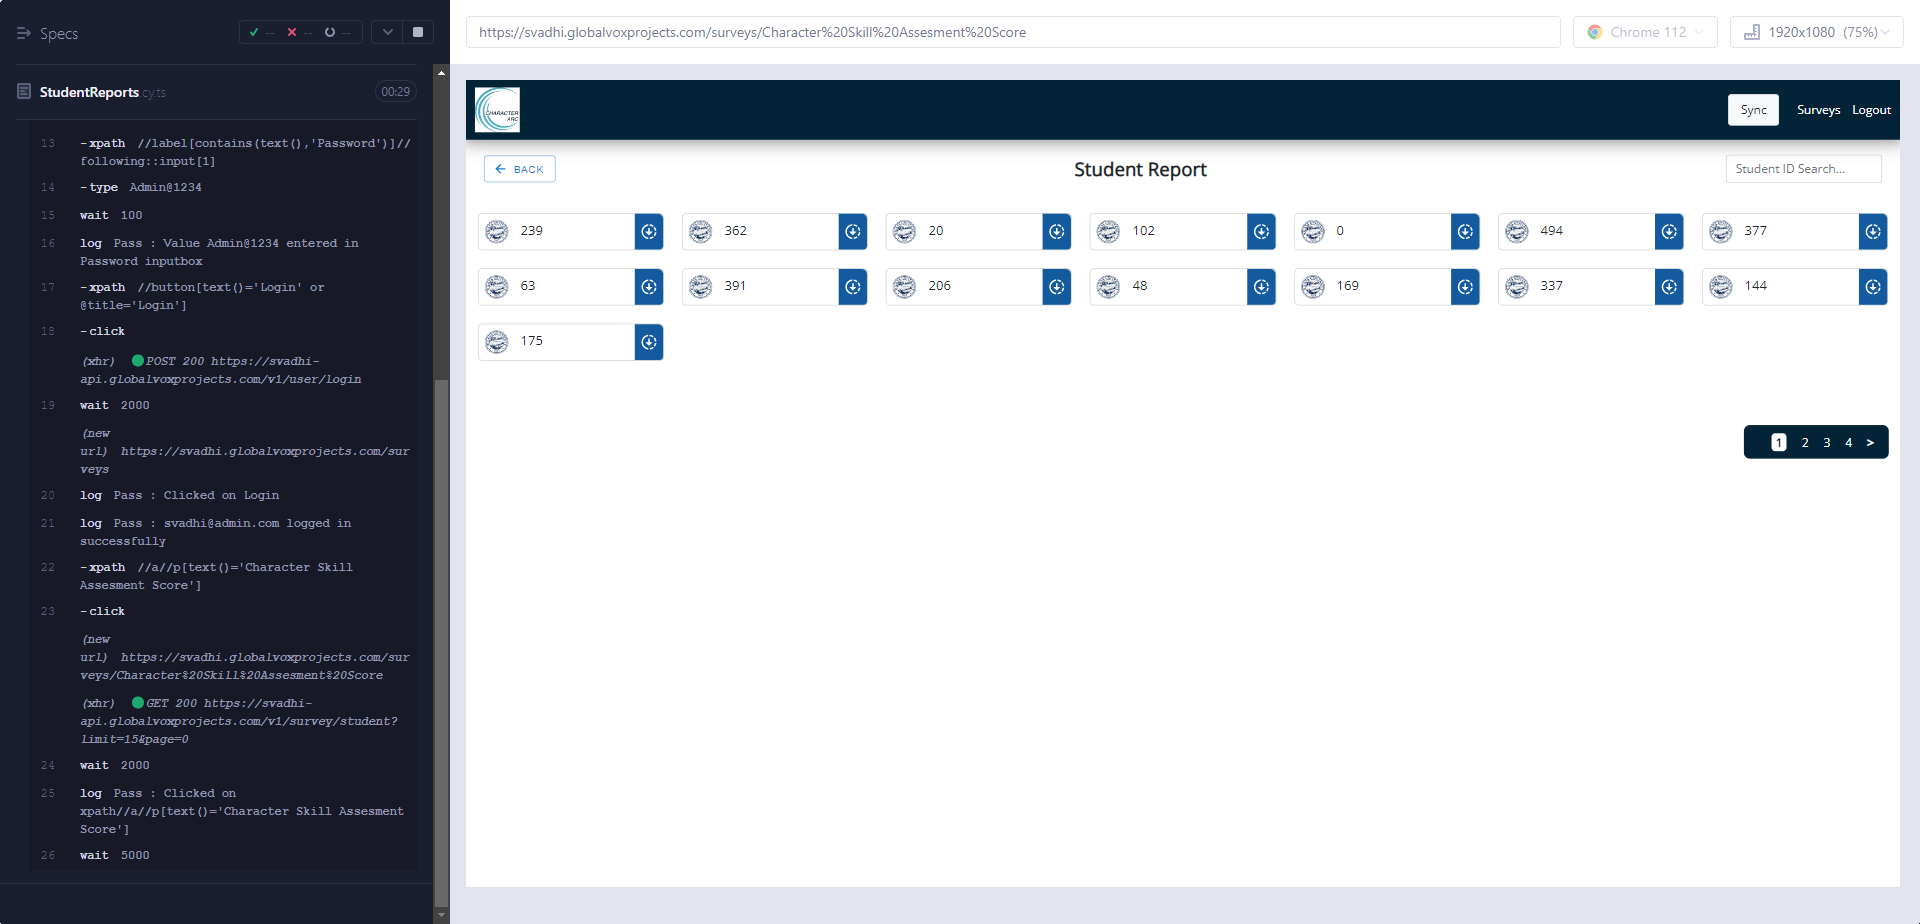 Specs
-- -- --
StudentReports.cy.ts
00:29
13 -xpath //label[contains(text(),'Password')]//
following::input[1]
14 -type Admin@1234
15 wait 100
16 log Pass : Value Admin@1234 entered in
Password inputbox
17 -xpath //button[text()='Login' or
@title='Login']
18 -click
(xhr) POST 200 https://svadhi-
api.globalvoxprojects.com/v1/user/login
19 wait 2000
(new
url) https://svadhi.globalvoxprojects.com/sur
veys
20 log Pass : Clicked on Login
21 log Pass : svadhi@admin.com logged in
successfully
22 -xpath //a//p[text()='Character Skill
Assesment Score']
23 -click
(new
url) https://svadhi.globalvoxprojects.com/sur
veys/Character%20Skill%20Assesment%20Score
(xhr) GET 200 https://svadhi-
api.globalvoxprojects.com/v1/survey/student?
limit=15&page=0
24 wait 2000
25 log Pass : Clicked on
xpath//a//p[text()='Character Skill Assesment
Score']
26 wait 5000
https://svadhi.globalvoxprojects.com/surveys/Character%20Skill%20Assesment%20Score
Chrome 112
1920x1080 (75%)
CHARACTER
ARC
Sync Surveys Logout
BACK
Student Report
Student ID Search...
239 362 20 102 0 494 377
63 391 206 48 169 337 144
175
1 2 3 4 >